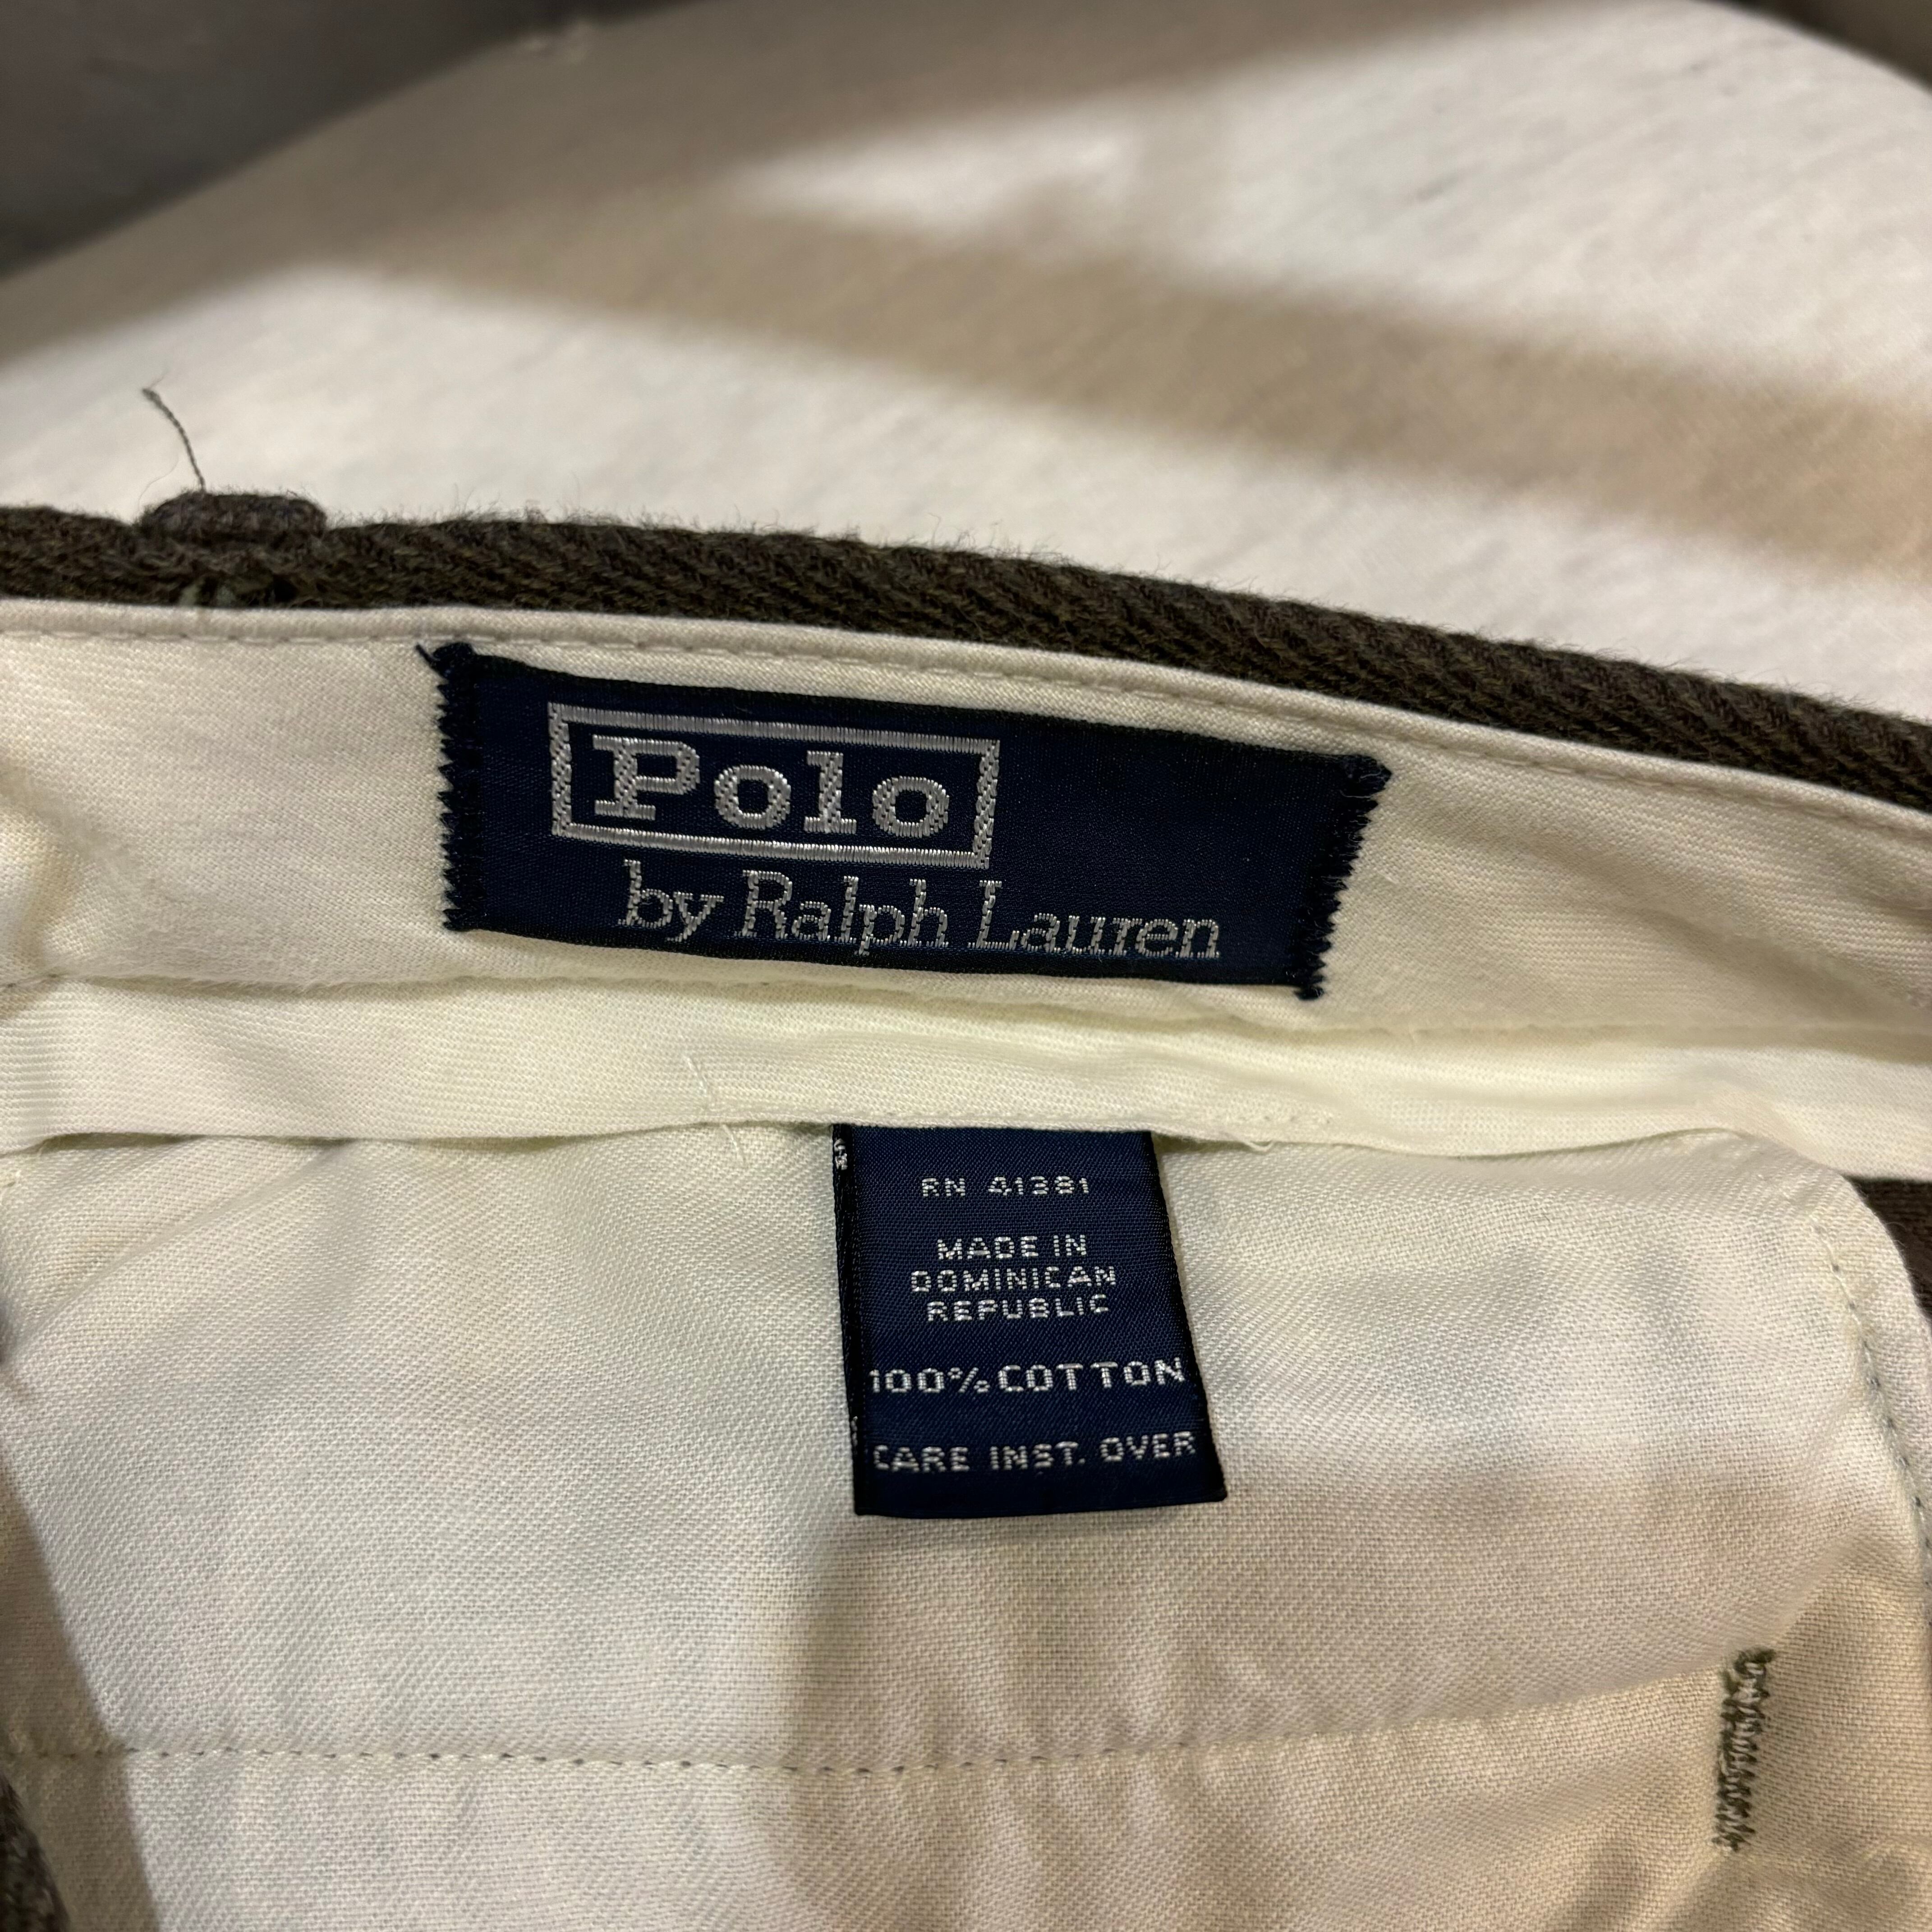 Polo
by Ralph Lauren
RN 41381
MADE IN
DOMINICAN
REPUBLIC
100% COTTON
CARE INST. OVER